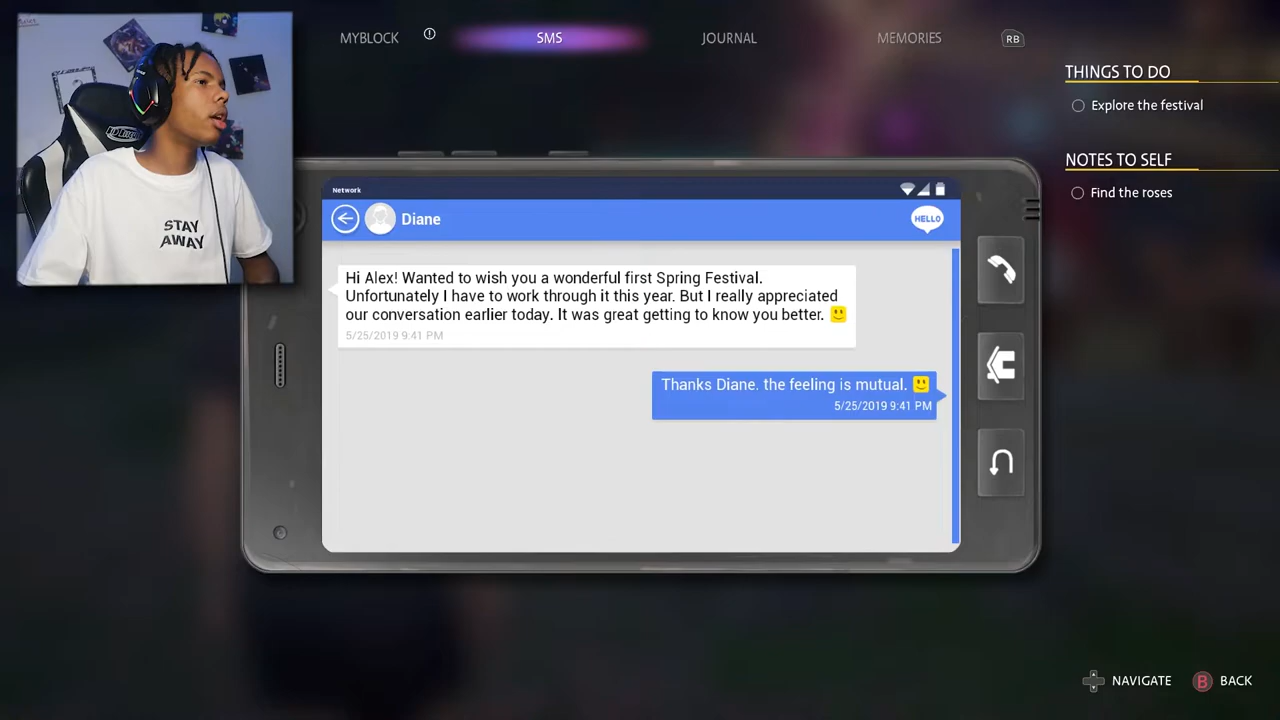 MYBLOCK
SMS
JOURNAL
MEMORIES
RB
THINGS TO DO
Explore the festival
NOTES TO SELF
Find the roses
STAY
AWAY
Network
Diane
HELLO
Hi Alex! Wanted to wish you a wonderful first Spring Festival.
Unfortunately I have to work through it this year. But I really appreciated
our conversation earlier today. It was great getting to know you better.
5/25/2019 9:41 PM
Thanks Diane. the feeling is mutual.
5/25/2019 9:41 PM
NAVIGATE
B BACK